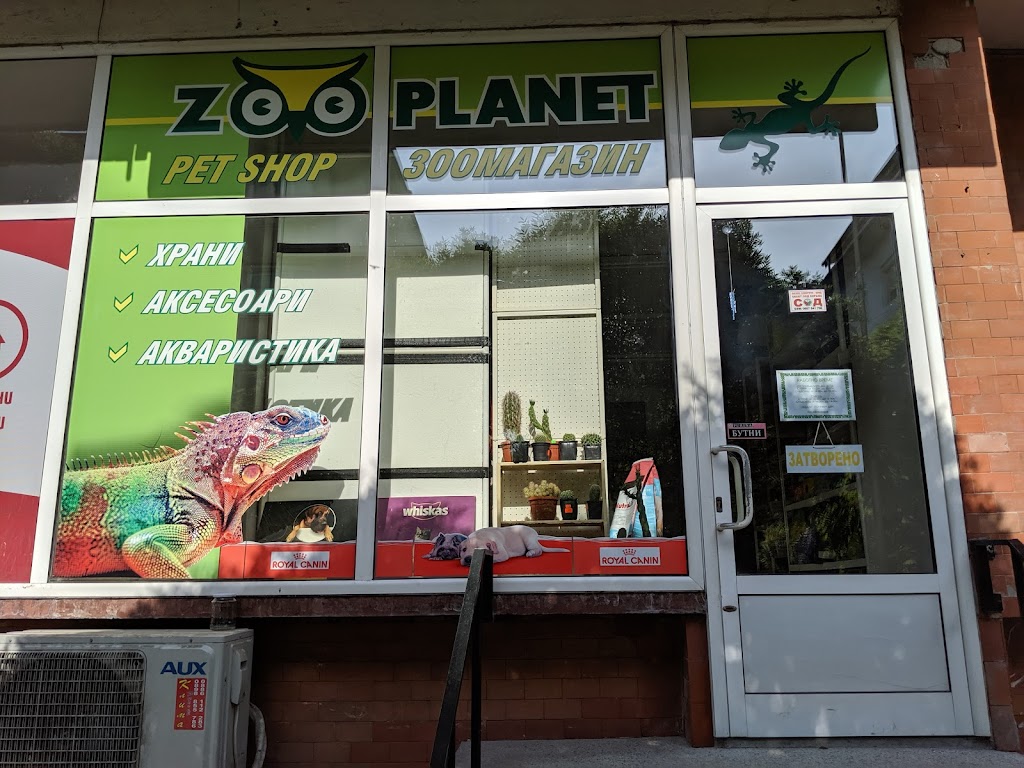 ZOO PLANET
PET SHOP ЗООМАГАЗИН
ХРАНИ
АКСЕСОАРИ
АКВАРИСТИКА
whiskas
ROYAL CANIN
ROYAL CANIN
СОД
БУТНИ
ЗАТВОРЕНО
AUX